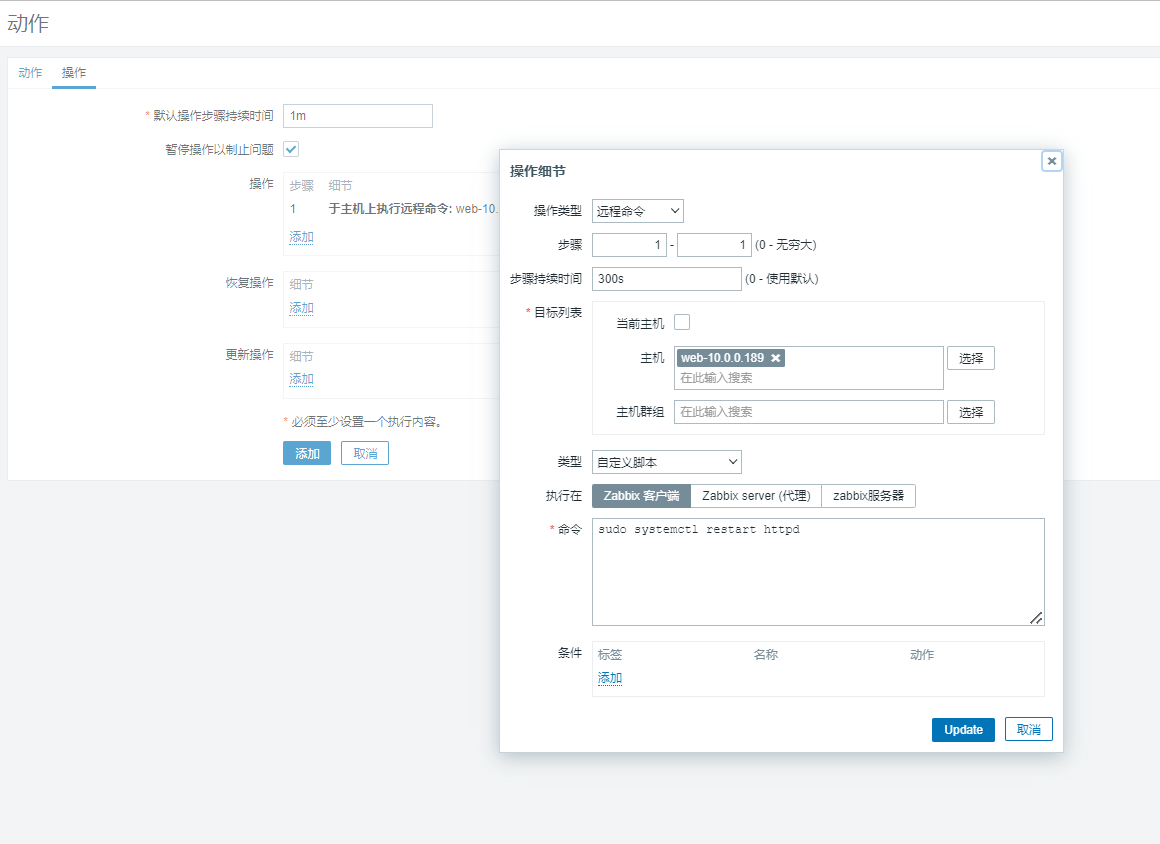 动作
动作 操作
* 默认操作步骤持续时间 1m
暂停操作以制止问题
操作 步骤 细节
1 于主机上执行远程命令: web-10.
添加
恢复操作 细节
添加
更新操作 细节
添加
* 必须至少设置一个执行内容。
添加 取消
操作细节
操作类型 远程命令
步骤 1 - 1 (0 - 无穷大)
步骤持续时间 300s (0 - 使用默认)
* 目标列表
当前主机
主机 web-10.0.0.189 选择
在此输入搜索
主机群组 在此输入搜索 选择
类型 自定义脚本
执行在 Zabbix 客户端 Zabbix server (代理) zabbix服务器
* 命令 sudo systemctl restart httpd
条件 标签 名称 动作
添加
Update 取消